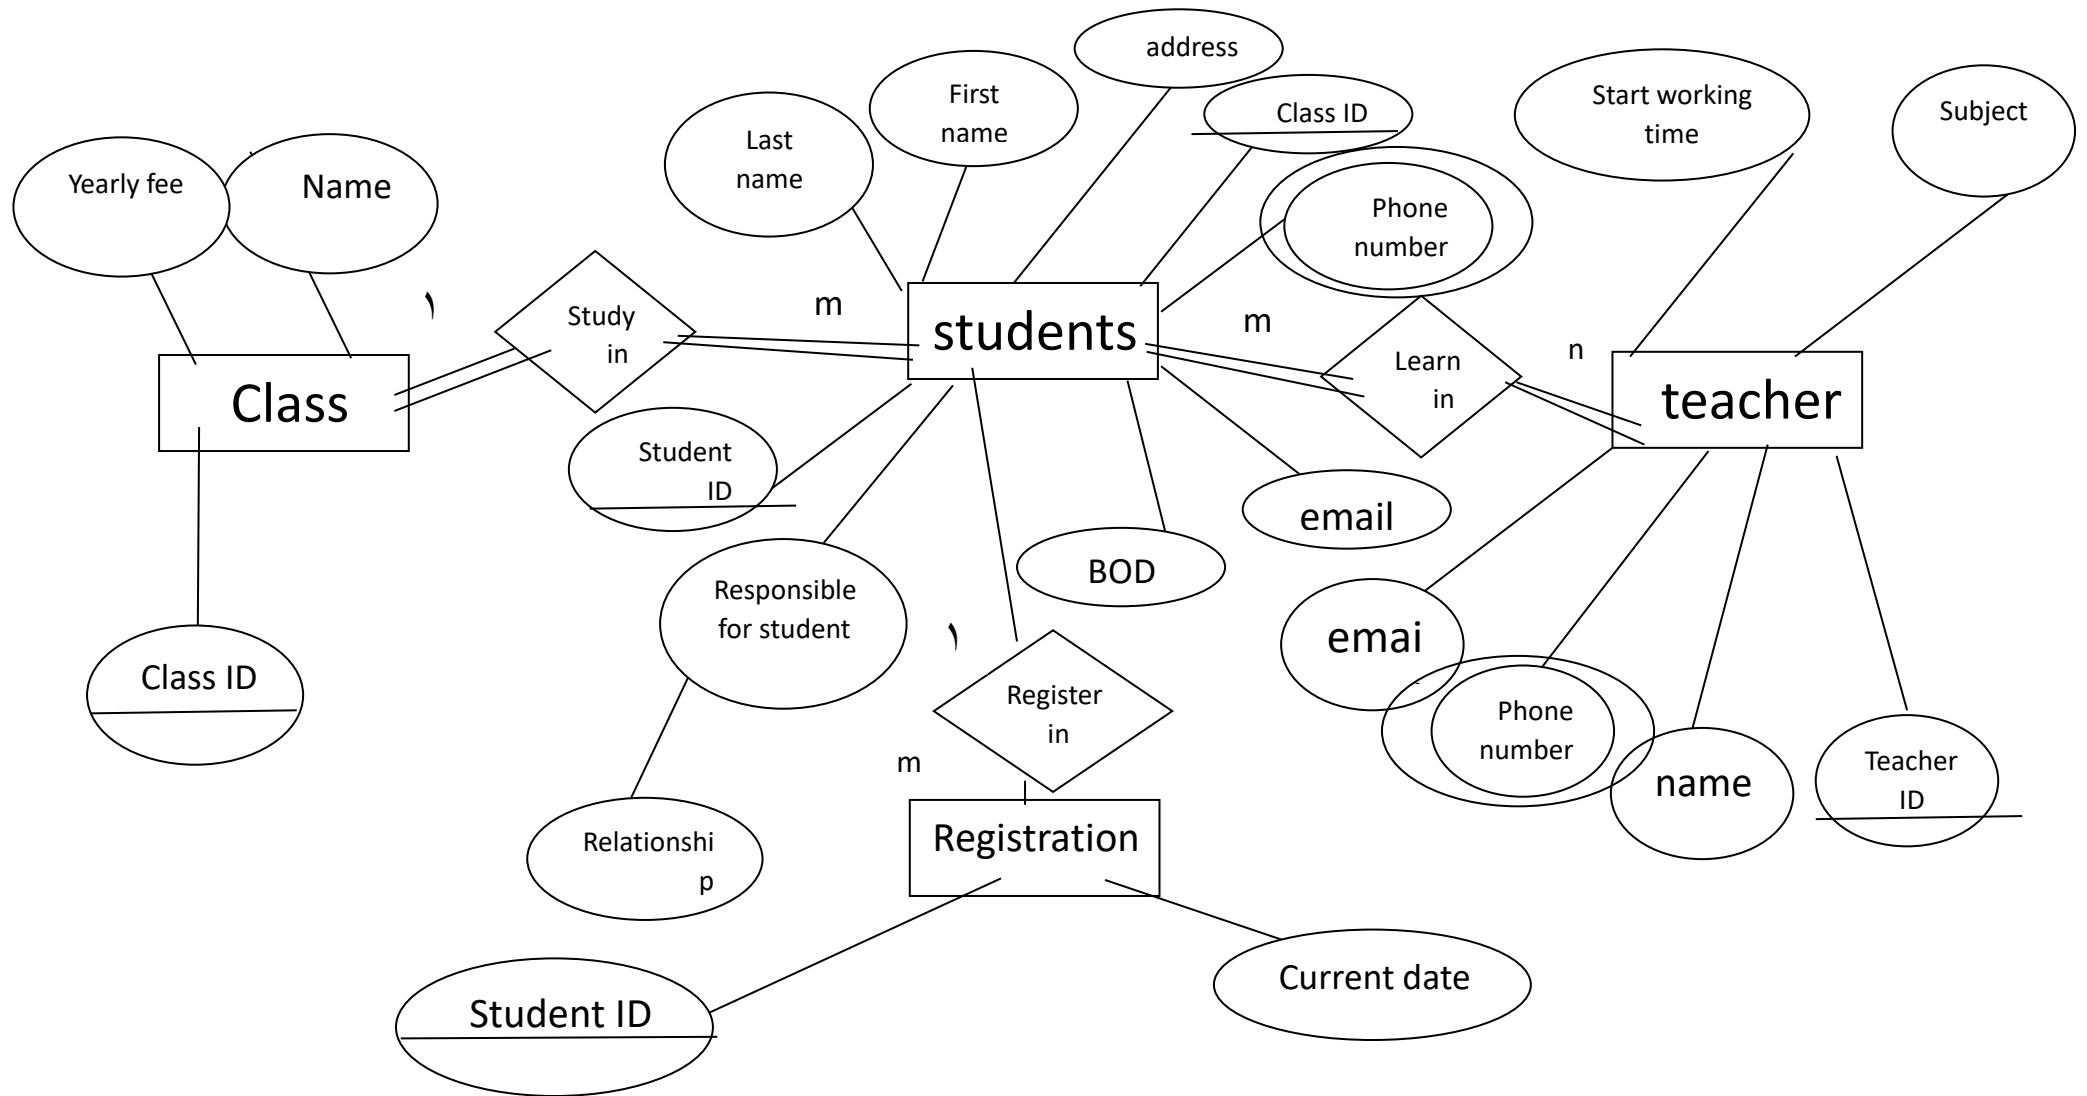 address
First
name
Class ID
Start working
time
Subject
Last
name
Yearly fee
Name
Phone
number
Study
in
m
students
m
Learn
in
n
teacher
١
Class
Student
ID
email
BOD
Responsible
for student
١
emai
Class ID
Register
in
Phone
number
name
Teacher
ID
m
Relationshi
p
Registration
Student ID
Current date